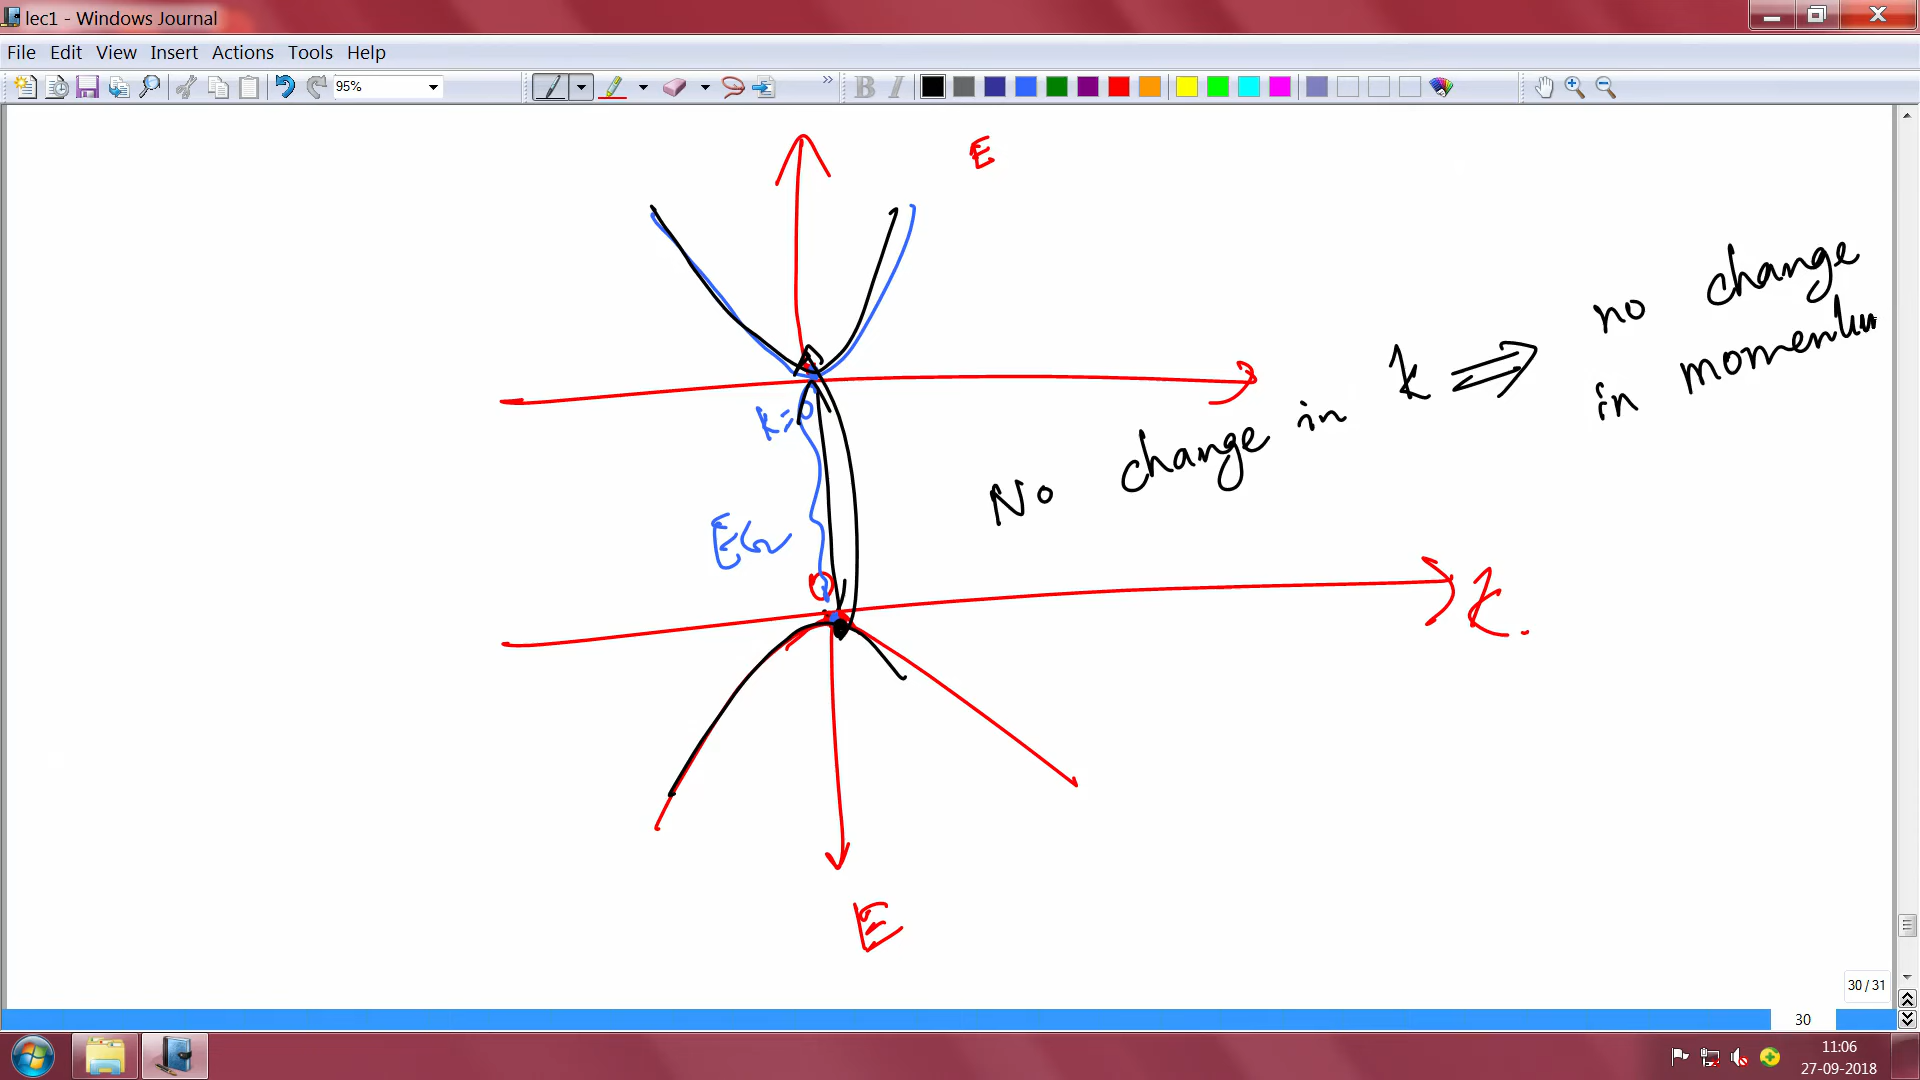 lec1 - Windows Journal
File Edit View Insert Actions Tools Help
95%
B I
E
k=0
EG
No change in k ⟹ no change
in momentu
k.
E
30 / 31
30
11:06
27-09-2018